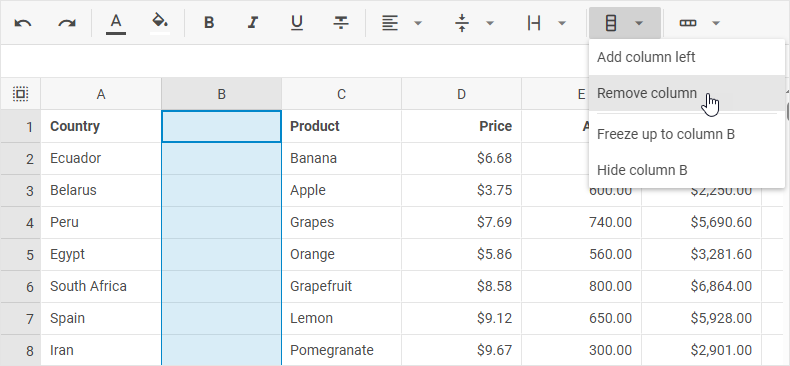 A B I U S
Add column left
Remove column
Freeze up to column B
Hide column B
A B C D E
1 Country Product Price A
2 Ecuador Banana $6.68
3 Belarus Apple $3.75 600.00 $2,250.00
4 Peru Grapes $7.69 740.00 $5,690.60
5 Egypt Orange $5.86 560.00 $3,281.60
6 South Africa Grapefruit $8.58 800.00 $6,864.00
7 Spain Lemon $9.12 650.00 $5,928.00
8 Iran Pomegranate $9.67 300.00 $2,901.00